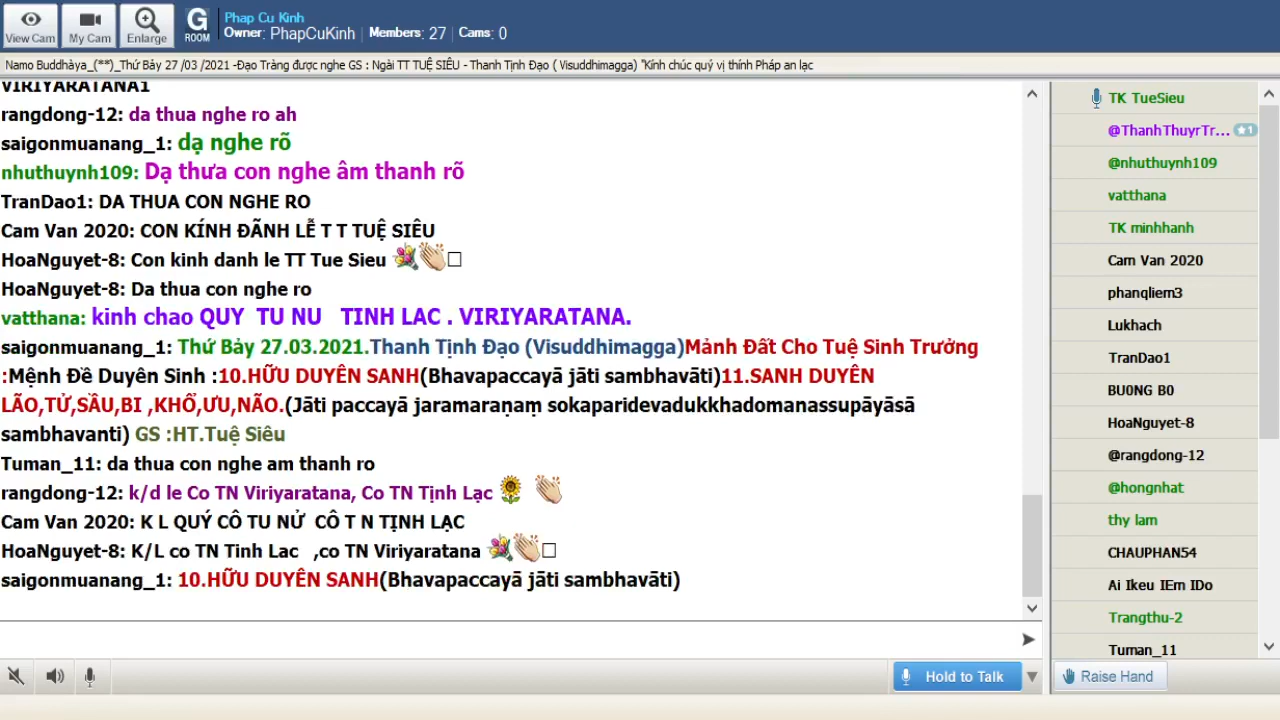 View Cam
My Cam
Enlarge
G
ROOM
Phap Cu Kinh
Owner: PhapCuKinh | Members: 27 | Cams: 0
Namo Buddhàya_(**)_Thứ Bảy 27 /03 /2021 -Đạo Tràng được nghe GS : Ngài TT TUỆ SIÊU - Thanh Tịnh Đạo ( Visuddhimagga) "Kính chúc quý vị thính Pháp an lạc
VIRIYARATANA1
rangdong-12: da thua nghe ro ah
saigonmuanang_1: dạ nghe rõ
nhuthuynh109: Dạ thưa con nghe âm thanh rõ
TranDao1: DA THUA CON NGHE RO
Cam Van 2020: CON KÍNH ĐÃNH LỄ T T TUỆ SIÊU
HoaNguyet-8: Con kinh danh le TT Tue Sieu
HoaNguyet-8: Da thua con nghe ro
vatthana: kinh chao QUY TU NU TINH LAC . VIRIYARATANA.
saigonmuanang_1: Thứ Bảy 27.03.2021.Thanh Tịnh Đạo (Visuddhimagga)Mảnh Đất Cho Tuệ Sinh Trưởng
:Mệnh Đề Duyên Sinh :10.HỮU DUYÊN SANH(Bhavapaccayā jāti sambhavāti)11.SANH DUYÊN
LÃO,TỬ,SẦU,BI ,KHỔ,ƯU,NÃO.(Jāti paccayā jaramaraṇaṃ sokaparidevadukkhadomanassupāyāsā
sambhavanti) GS :HT.Tuệ Siêu
Tuman_11: da thua con nghe am thanh ro
rangdong-12: k/d le Co TN Viriyaratana, Co TN Tịnh Lạc
Cam Van 2020: K L QUÝ CÔ TU NỬ CÔ T N TỊNH LẠC
HoaNguyet-8: K/L co TN Tinh Lac ,co TN Viriyaratana
saigonmuanang_1: 10.HỮU DUYÊN SANH(Bhavapaccayā jāti sambhavāti)
Hold to Talk
TK TueSieu
@ThanhThuyrTr... 1
@nhuthuynh109
vatthana
TK minhhanh
Cam Van 2020
phanqliem3
Lukhach
TranDao1
BU0NG B0
HoaNguyet-8
@rangdong-12
@hongnhat
thy lam
CHAUPHAN54
Ai Ikeu IEm IDo
Trangthu-2
Tuman_11
Raise Hand